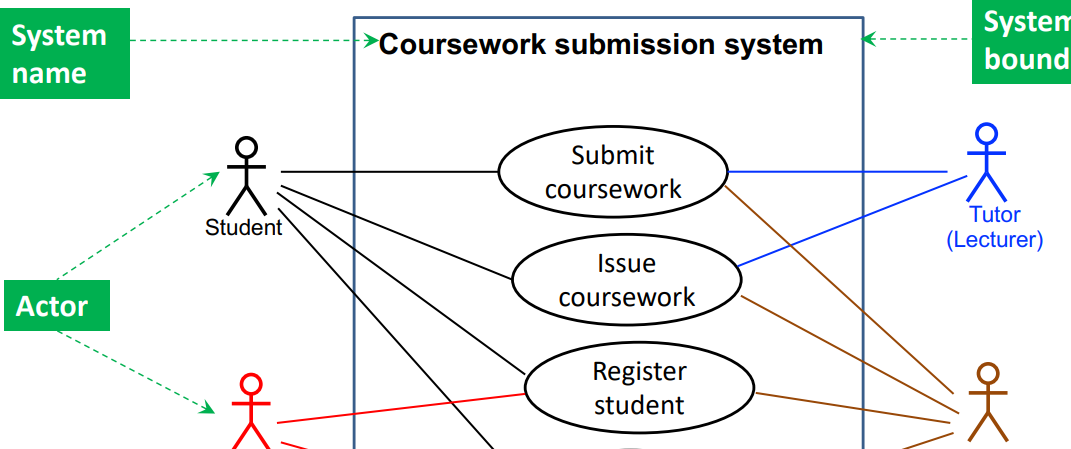 System
name
Coursework submission system
System
bound
Submit
coursework
Student
Tutor
(Lecturer)
Issue
coursework
Actor
Register
student